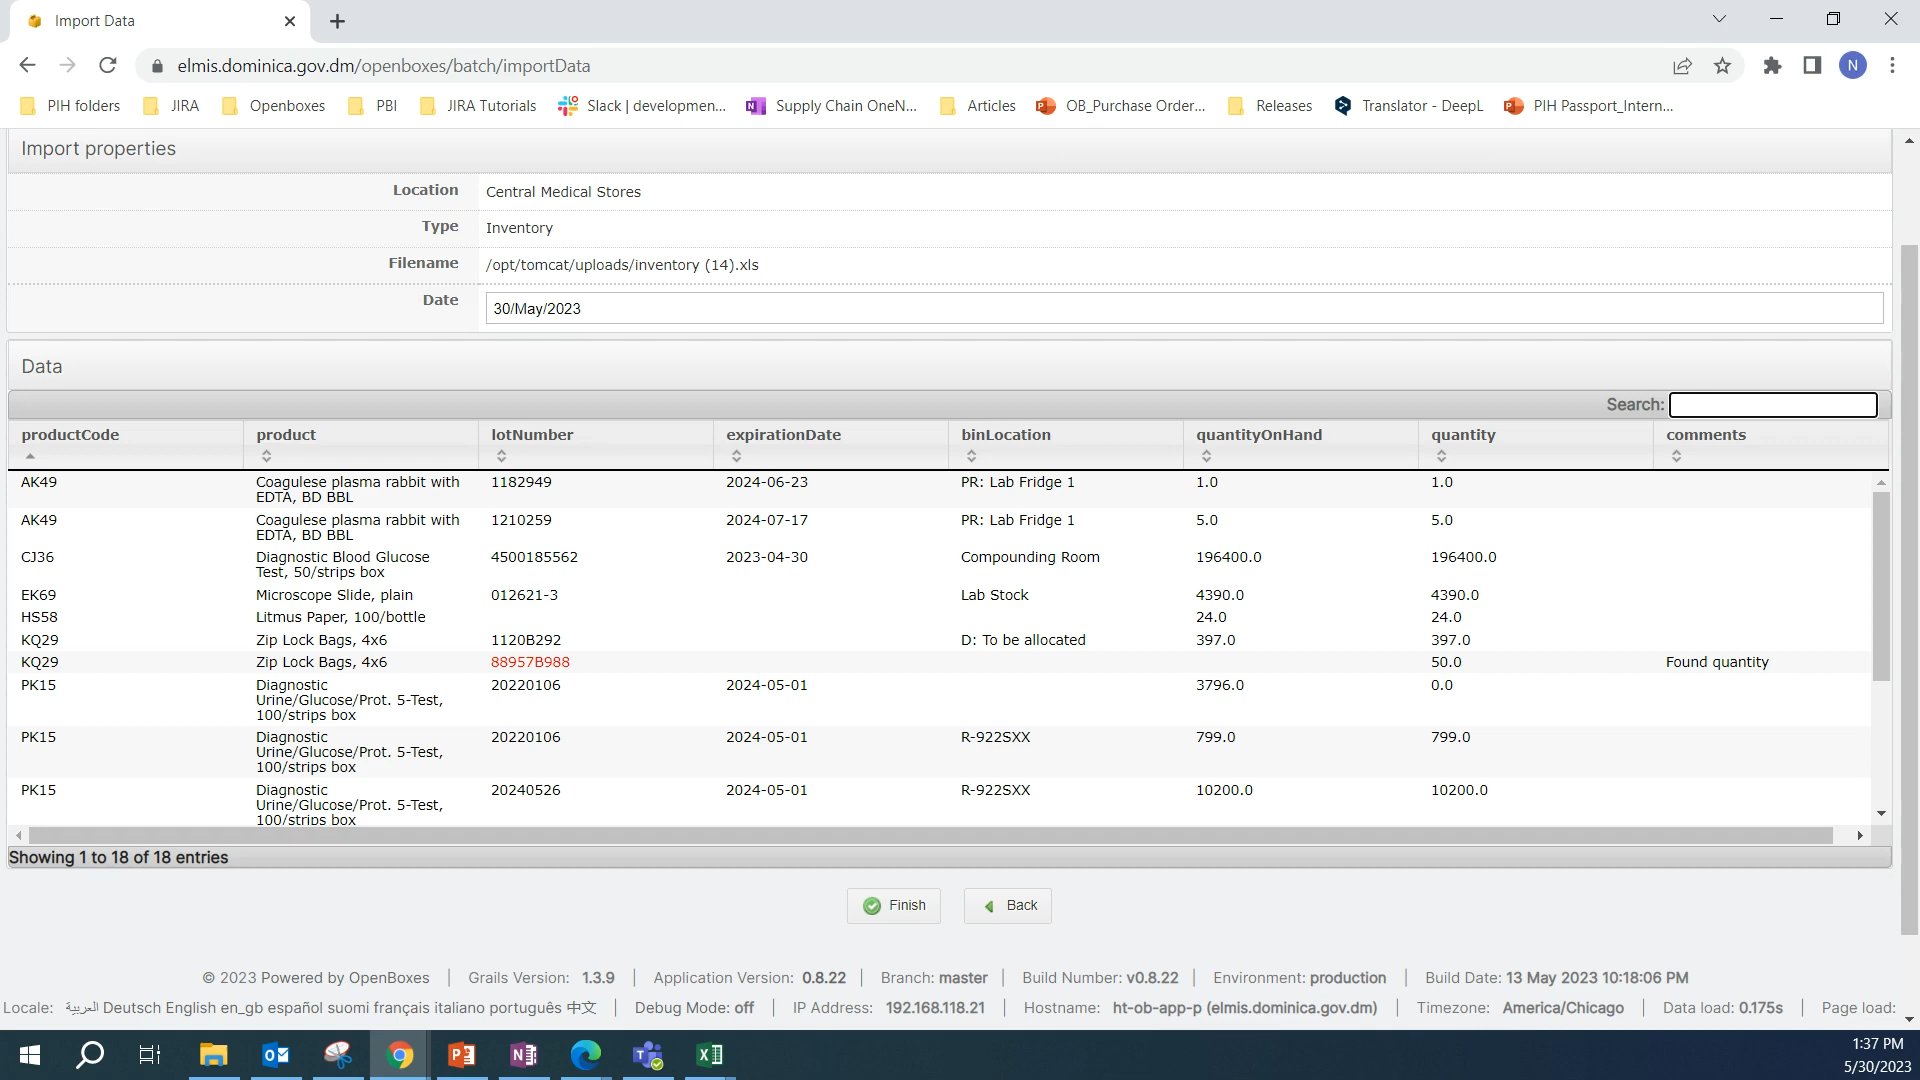 Import Data
elmis.dominica.gov.dm/openboxes/batch/importData
N
PIH folders JIRA Openboxes PBI JIRA Tutorials Slack | developmen... Supply Chain OneN... Articles OB_Purchase Order... Releases Translator - DeepL PIH Passport_Intern...
Import properties
Location Central Medical Stores
Type Inventory
Filename /opt/tomcat/uploads/inventory (14).xls
Date 30/May/2023
Data
Search:
productCode product lotNumber expirationDate binLocation quantityOnHand quantity comments
AK49 Coagulese plasma rabbit with 1182949 2024-06-23 PR: Lab Fridge 1 1.0 1.0
EDTA, BD BBL
AK49 Coagulese plasma rabbit with 1210259 2024-07-17 PR: Lab Fridge 1 5.0 5.0
EDTA, BD BBL
CJ36 Diagnostic Blood Glucose 4500185562 2023-04-30 Compounding Room 196400.0 196400.0
Test, 50/strips box
EK69 Microscope Slide, plain 012621-3 Lab Stock 4390.0 4390.0
HS58 Litmus Paper, 100/bottle 24.0 24.0
KQ29 Zip Lock Bags, 4x6 1120B292 D: To be allocated 397.0 397.0
KQ29 Zip Lock Bags, 4x6 88957B988 50.0 Found quantity
PK15 Diagnostic 20220106 2024-05-01 3796.0 0.0
Urine/Glucose/Prot. 5-Test,
100/strips box
PK15 Diagnostic 20220106 2024-05-01 R-922SXX 799.0 799.0
Urine/Glucose/Prot. 5-Test,
100/strips box
PK15 Diagnostic 20240526 2024-05-01 R-922SXX 10200.0 10200.0
Urine/Glucose/Prot. 5-Test,
100/strips box
Showing 1 to 18 of 18 entries
Finish Back
© 2023 Powered by OpenBoxes | Grails Version: 1.3.9 | Application Version: 0.8.22 | Branch: master | Build Number: v0.8.22 | Environment: production | Build Date: 13 May 2023 10:18:06 PM
Locale: العربية Deutsch English en_gb español suomi français italiano português 中文 | Debug Mode: off | IP Address: 192.168.118.21 | Hostname: ht-ob-app-p (elmis.dominica.gov.dm) | Timezone: America/Chicago | Data load: 0.175s | Page load:
1:37 PM
5/30/2023